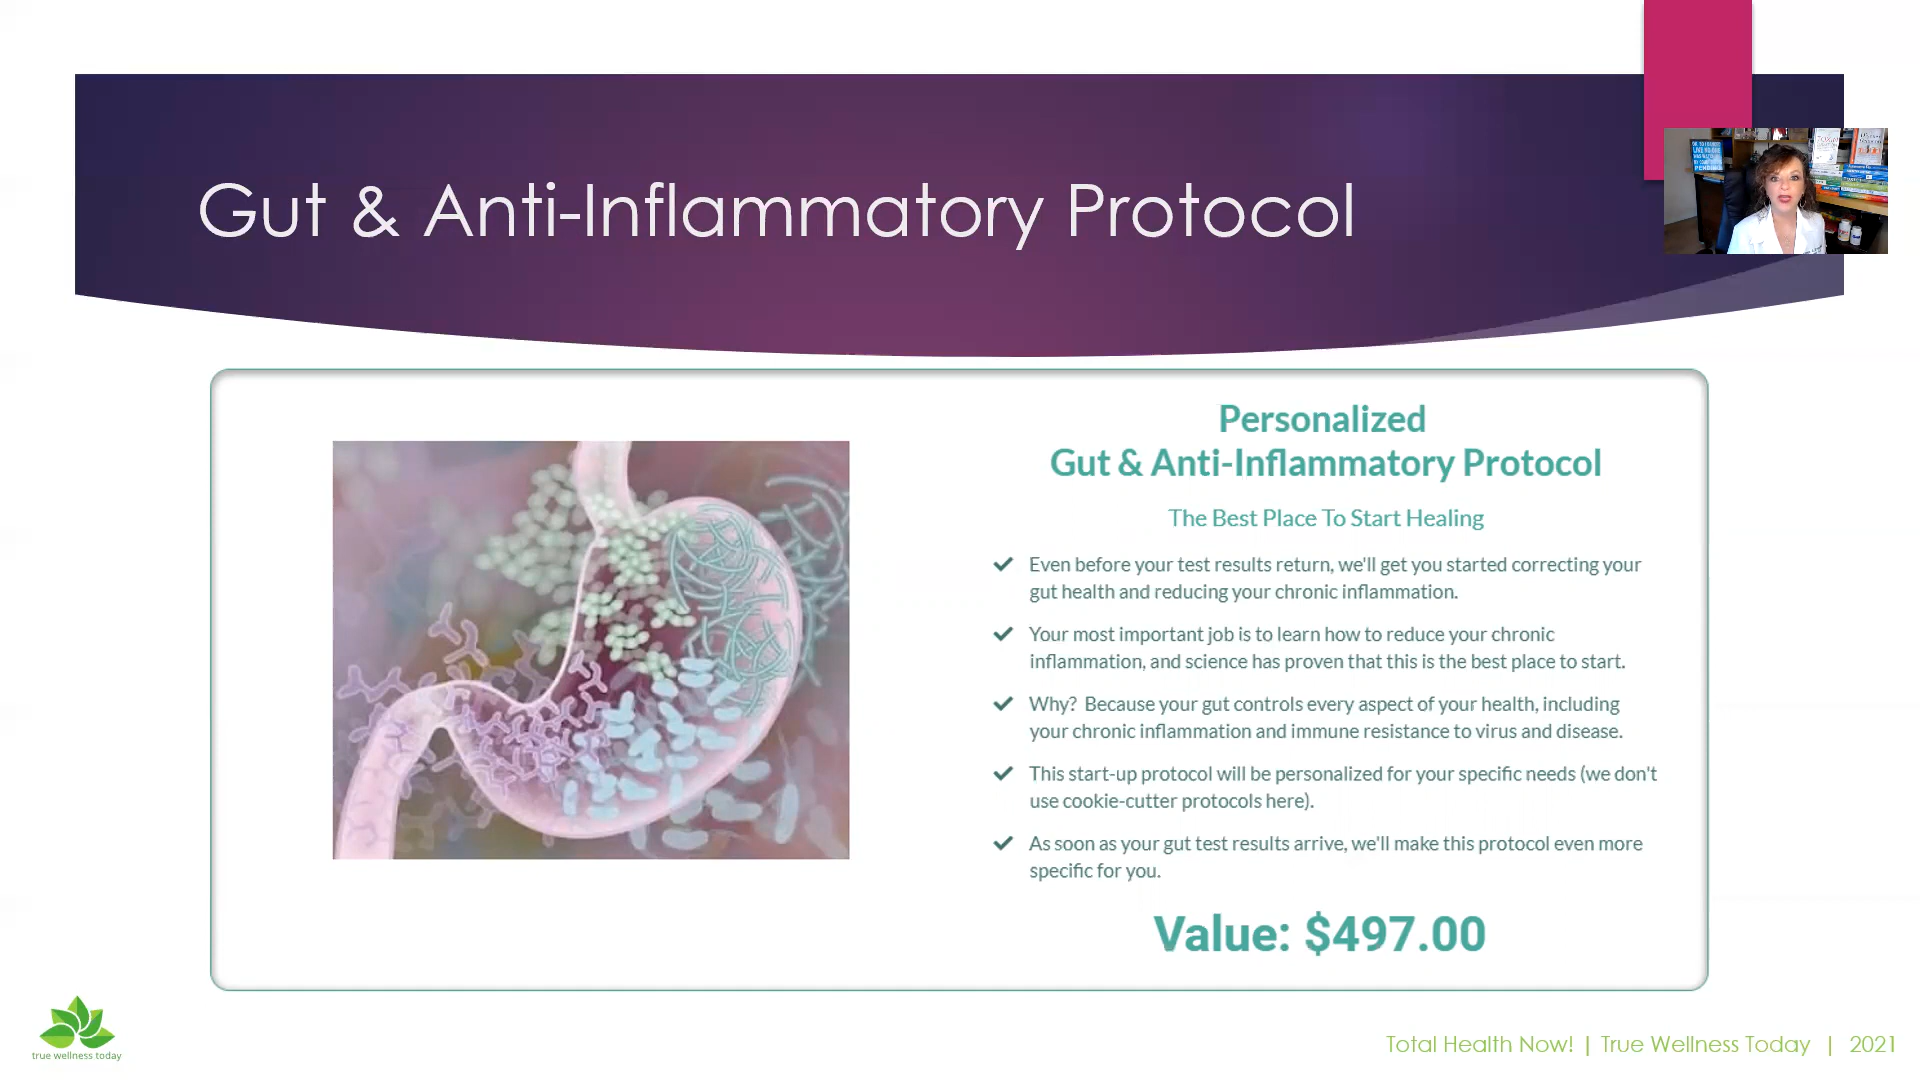 Gut & Anti-Inflammatory Protocol
Personalized
Gut & Anti-Inflammatory Protocol
The Best Place To Start Healing
Even before your test results return, we'll get you started correcting your
gut health and reducing your chronic inflammation.
Your most important job is to learn how to reduce your chronic
inflammation, and science has proven that this is the best place to start.
Why? Because your gut controls every aspect of your health, including
your chronic inflammation and immune resistance to virus and disease.
This start-up protocol will be personalized for your specific needs (we don't
use cookie-cutter protocols here).
As soon as your gut test results arrive, we'll make this protocol even more
specific for you.
Value: $497.00
true wellness today
Total Health Now! | True Wellness Today | 2021